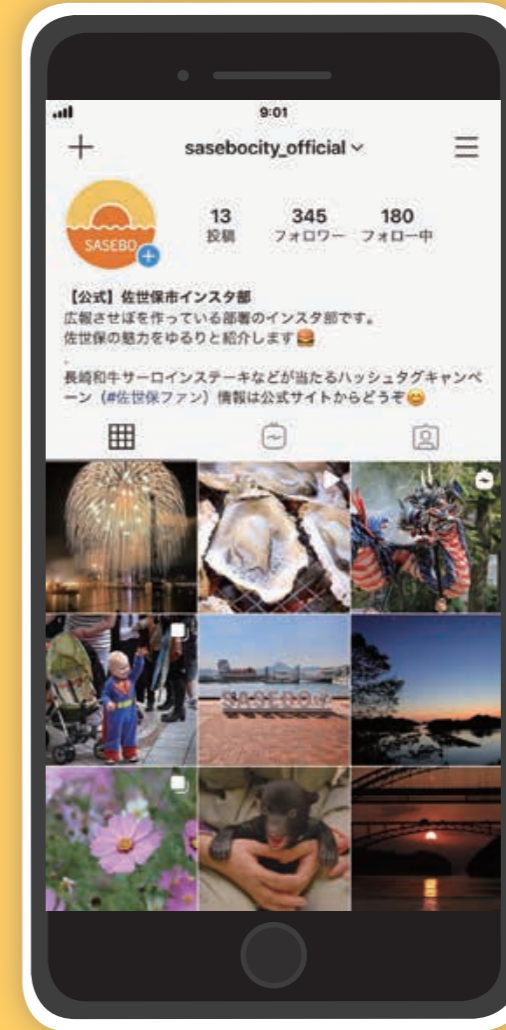 9:01
sasebocity_official
SASEBO
13
345
180
投稿
フォロワー
フォロー中
【公式】佐世保市インスタ部
広報させぼを作っている部署のインスタ部です。
佐世保の魅力をゆるりと紹介します🍔
.
長崎和牛サーロインステーキなどが当たるハッシュタグキャンペ
ーン（#佐世保ファン）情報は公式サイトからどうぞ😊
SASEBO